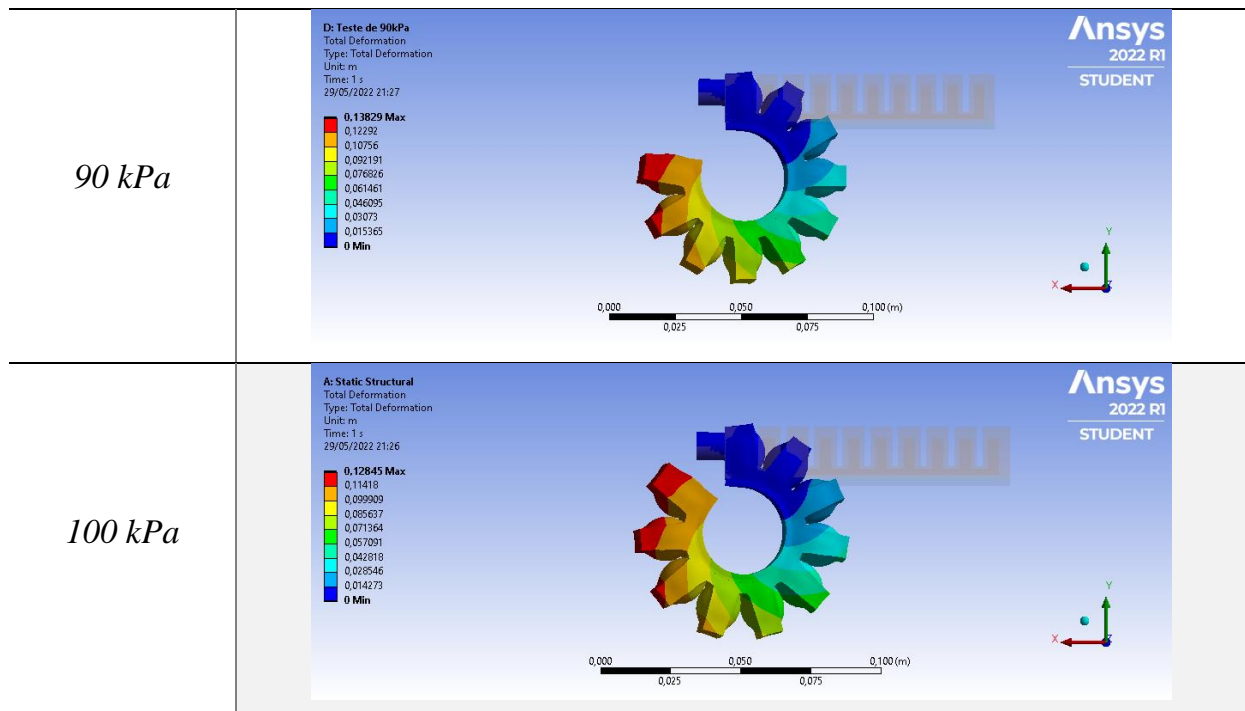 90 kPa
D: Teste de 90kPa
Total Deformation
Type: Total Deformation
Unit: m
Time: 1 s
29/05/2022 21:27
0,13829 Max
0,12292
0,10756
0,092191
0,076826
0,061461
0,046095
0,03073
0,015365
0 Min
Ansys
2022 R1
STUDENT
Y
X
Z
0,000 0,050 0,100 (m)
0,025 0,075
100 kPa
A: Static Structural
Total Deformation
Type: Total Deformation
Unit: m
Time: 1 s
29/05/2022 21:26
0,12845 Max
0,11418
0,099909
0,085637
0,071364
0,057091
0,042818
0,028546
0,014273
0 Min
Ansys
2022 R1
STUDENT
Y
X
Z
0,000 0,050 0,100 (m)
0,025 0,075